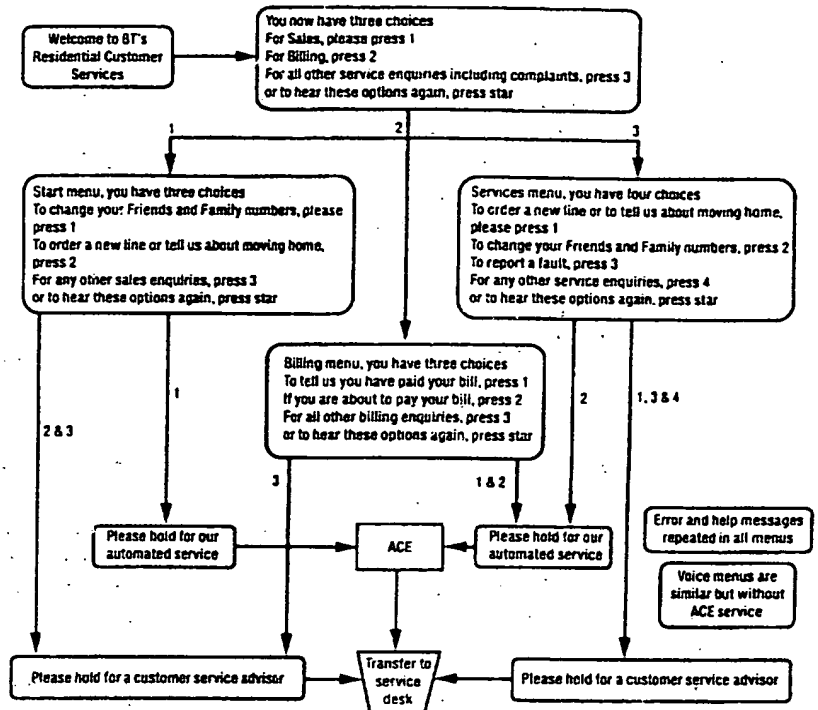 Welcome to BT's
Residential Customer
Services
You now have three choices
For Sales, please press 1
For Billing, press 2
For all other service enquiries including complaints, press 3
or to hear these options again, press star
1
2
3
Start menu, you have three choices
To change your Friends and Family numbers, please
press 1
To order a new line or tell us about moving home,
press 2
For any other sales enquiries, press 3
or to hear these options again, press star
Services menu, you have four choices
To order a new line or to tell us about moving home,
please press 1
To change your Friends and Family numbers, press 2
To report a fault, press 3
For any other service enquiries, press 4
or to hear these options again, press star
Billing menu, you have three choices
To tell us you have paid your bill, press 1
If you are about to pay your bill, press 2
For all other billing enquiries, press 3
or to hear these options again, press star
2 & 3
1
3
1 & 2
2
1, 3 & 4
Please hold for our
automated service
ACE
Please hold for our
automated service
Error and help messages
repeated in all menus
Voice menus are
similar but without
ACE service
Please hold for a customer service advisor
Transfer to
service
desk
Please hold for a customer service advisor